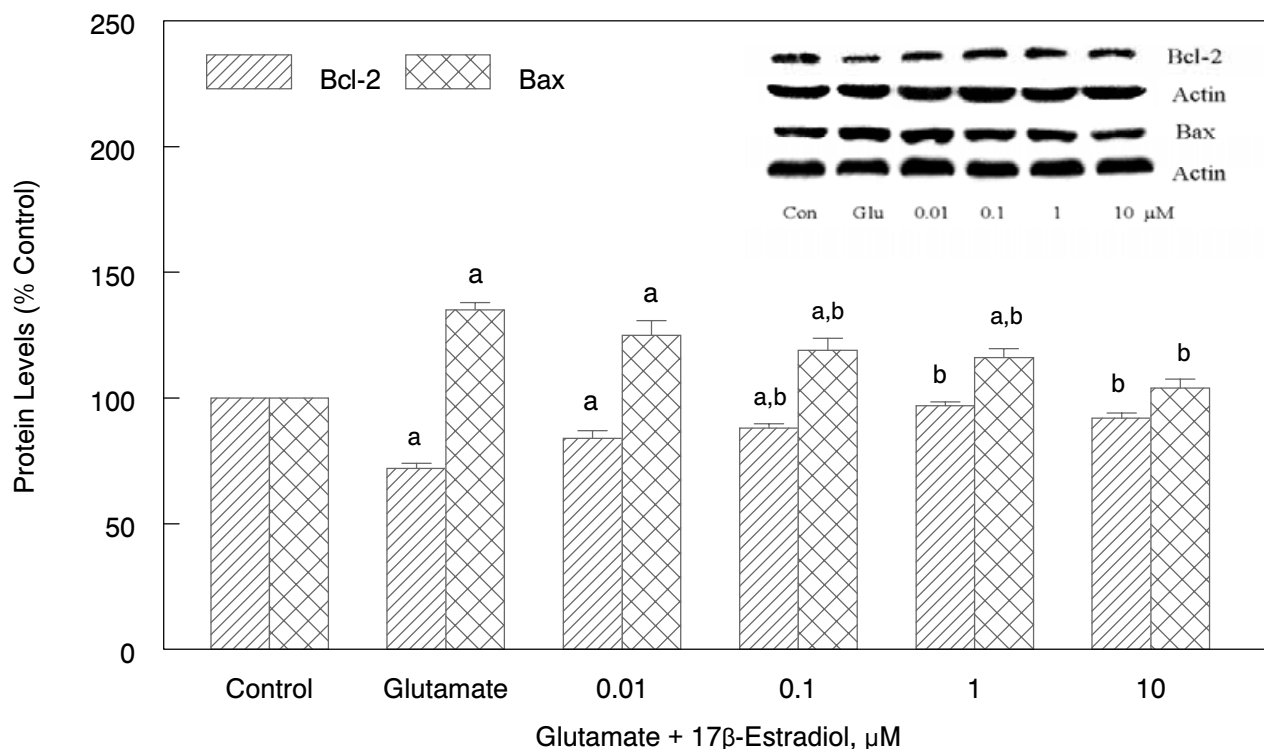 250
200
150
100
50
0
Protein Levels (% Control)
Bcl-2 Bax
Bcl-2
Actin
Bax
Actin
Con Glu 0.01 0.1 1 10 μM
a a a a a,b a,b b a,b b b
Control Glutamate 0.01 0.1 1 10
Glutamate + 17β-Estradiol, μM